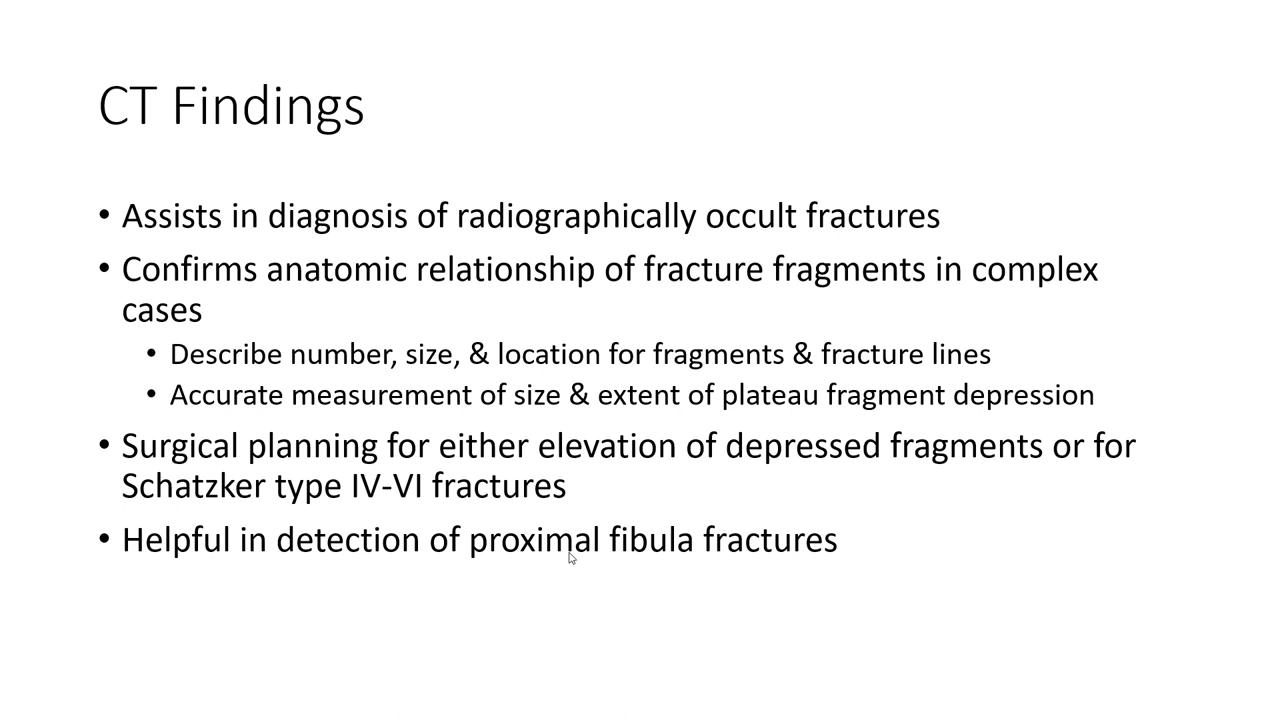 CT Findings
• Assists in diagnosis of radiographically occult fractures
• Confirms anatomic relationship of fracture fragments in complex
cases
• Describe number, size, & location for fragments & fracture lines
• Accurate measurement of size & extent of plateau fragment depression
• Surgical planning for either elevation of depressed fragments or for
Schatzker type IV-VI fractures
• Helpful in detection of proximal fibula fractures